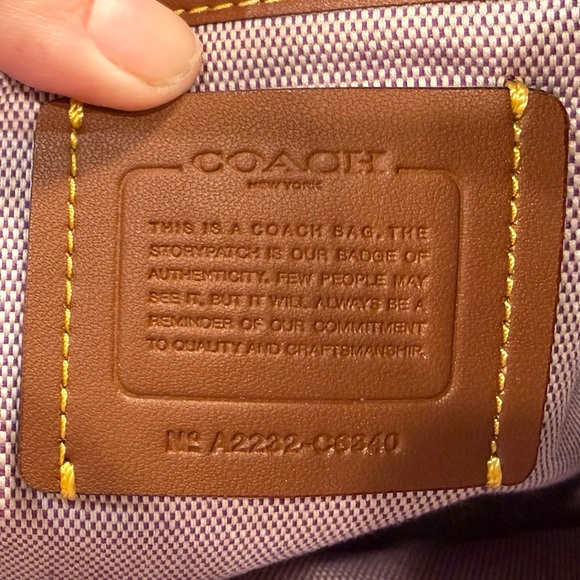 COACH
NEW YORK
THIS IS A COACH BAG. THE
STORYPATCH IS OUR BADGE OF
AUTHENTICITY. FEW PEOPLE MAY
SEE IT, BUT IT WILL ALWAYS BE A
REMINDER OF OUR COMMITMENT
TO QUALITY AND CRAFTSMANSHIP.
Nº A2232-C6340